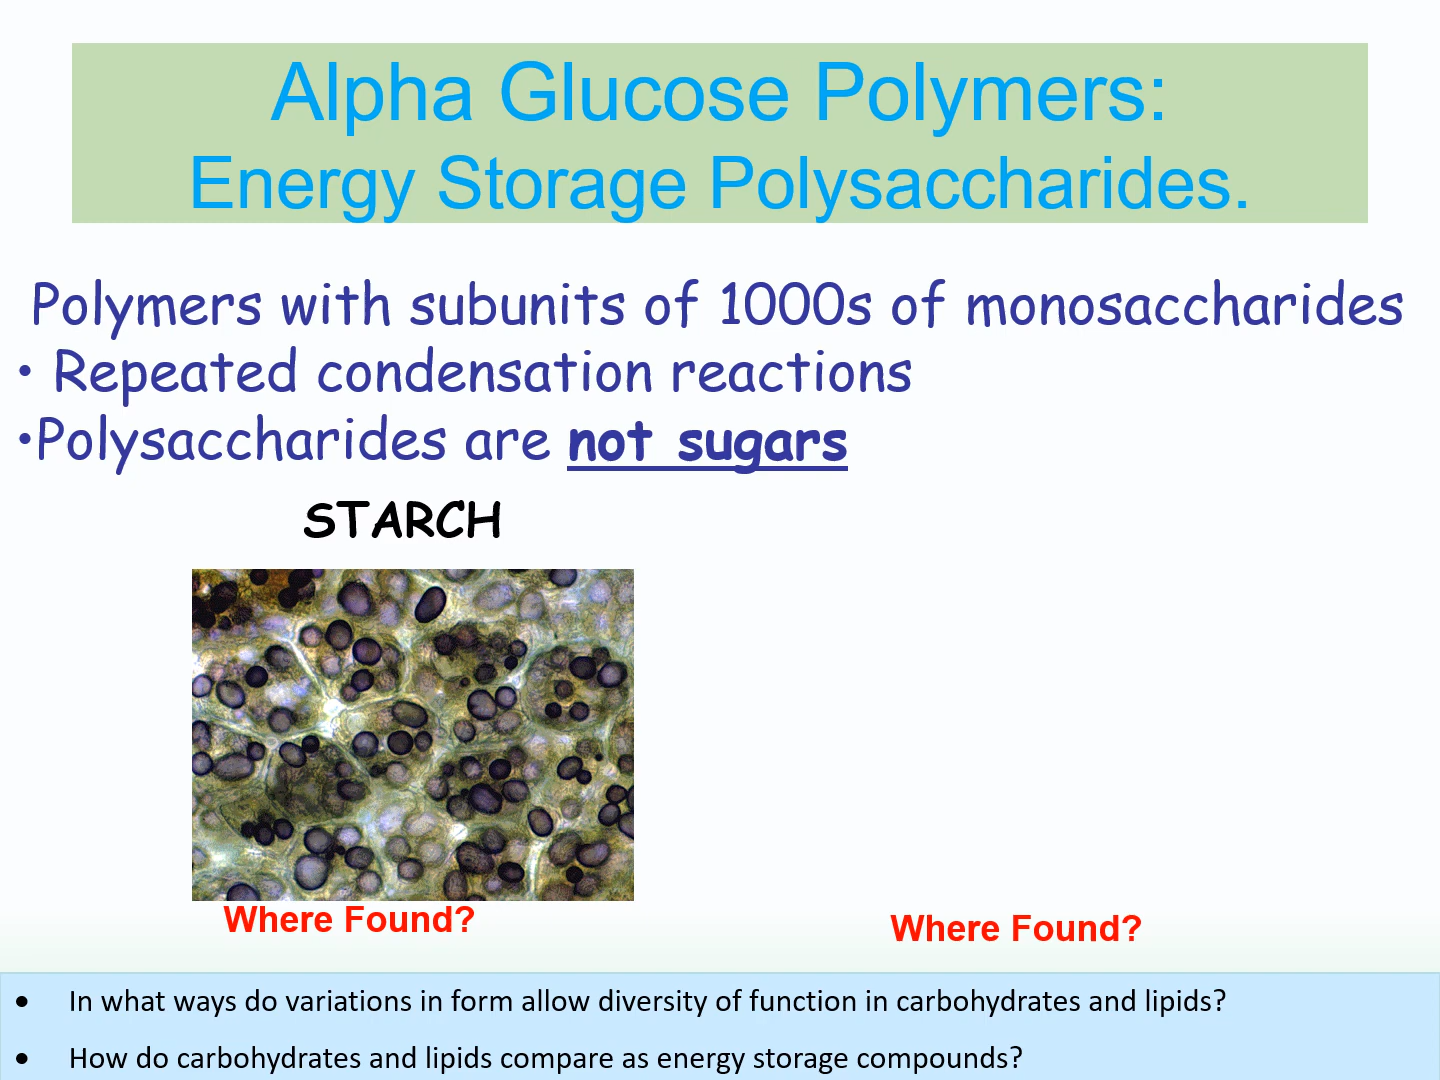 Alpha Glucose Polymers:
Energy Storage Polysaccharides.
Polymers with subunits of 1000s of monosaccharides
• Repeated condensation reactions
•Polysaccharides are not sugars
STARCH
Where Found?
Where Found?
• In what ways do variations in form allow diversity of function in carbohydrates and lipids?
• How do carbohydrates and lipids compare as energy storage compounds?